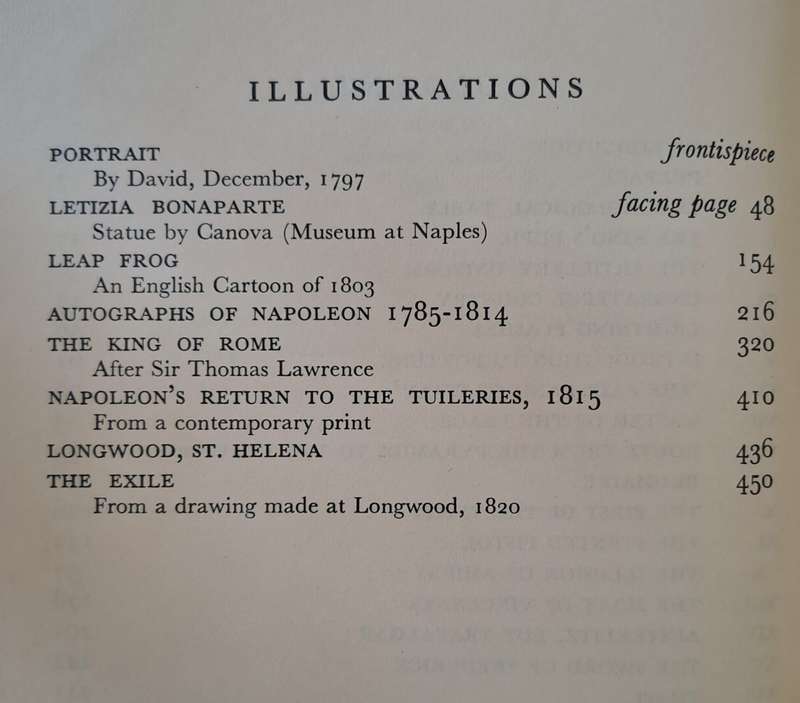 ILLUSTRATIONS
PORTRAIT frontispiece
By David, December, 1797
LETIZIA BONAPARTE facing page 48
Statue by Canova (Museum at Naples)
LEAP FROG 154
An English Cartoon of 1803
AUTOGRAPHS OF NAPOLEON 1785-1814 216
THE KING OF ROME 320
After Sir Thomas Lawrence
NAPOLEON'S RETURN TO THE TUILERIES, 1815 410
From a contemporary print
LONGWOOD, ST. HELENA 436
THE EXILE 450
From a drawing made at Longwood, 1820